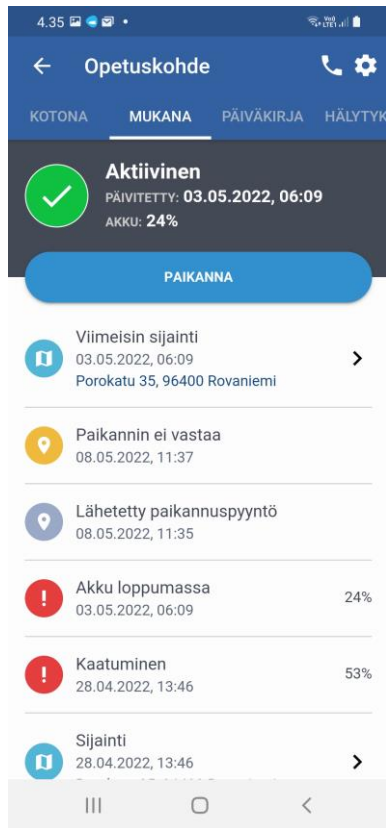 4.35
Opetuskohde
KOTONA MUKANA PÄIVÄKIRJA HÄLYTYK
Aktiivinen
PÄIVITETTY: 03.05.2022, 06:09
AKKU: 24%
PAIKANNA
Viimeisin sijainti
03.05.2022, 06:09
Porokatu 35, 96400 Rovaniemi
Paikannin ei vastaa
08.05.2022, 11:37
Lähetetty paikannuspyyntö
08.05.2022, 11:35
Akku loppumassa
03.05.2022, 06:09
24%
Kaatuminen
28.04.2022, 13:46
53%
Sijainti
28.04.2022, 13:46